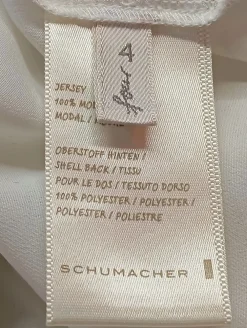 4
four
JERSEY
100%
MODAL /
OBERSTOFF HINTEN /
SHELL BACK / TISSU
POUR LE DOS / TESSUTO DORSO
100% POLYESTER / POLYESTER /
POLYESTER / POLIESTRE
SCHUMACHER